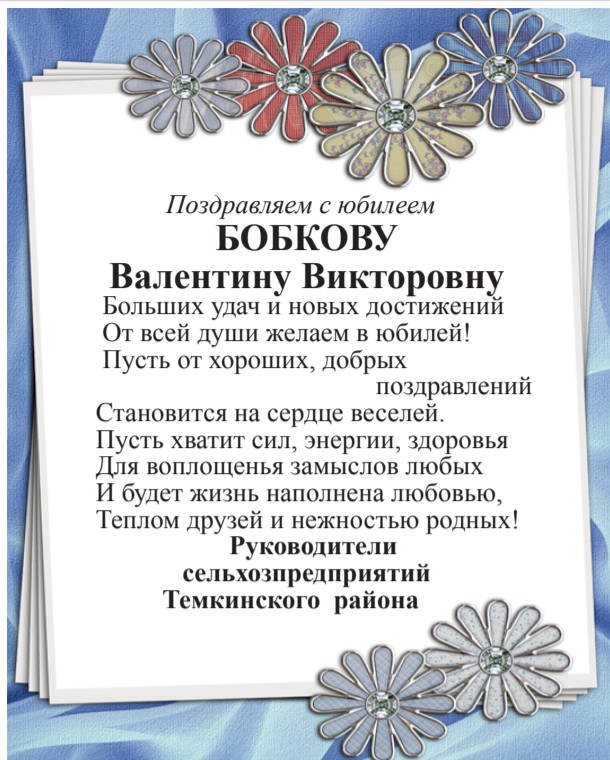 Поздравляем с юбилеем
БОБКОВУ
Валентину Викторовну
Больших удач и новых достижений
От всей души желаем в юбилей!
Пусть от хороших, добрых
поздравлений
Становится на сердце веселей.
Пусть хватит сил, энергии, здоровья
Для воплощенья замыслов любых
И будет жизнь наполнена любовью,
Теплом друзей и нежностью родных!
Руководители
сельхозпредприятий
Темкинского района